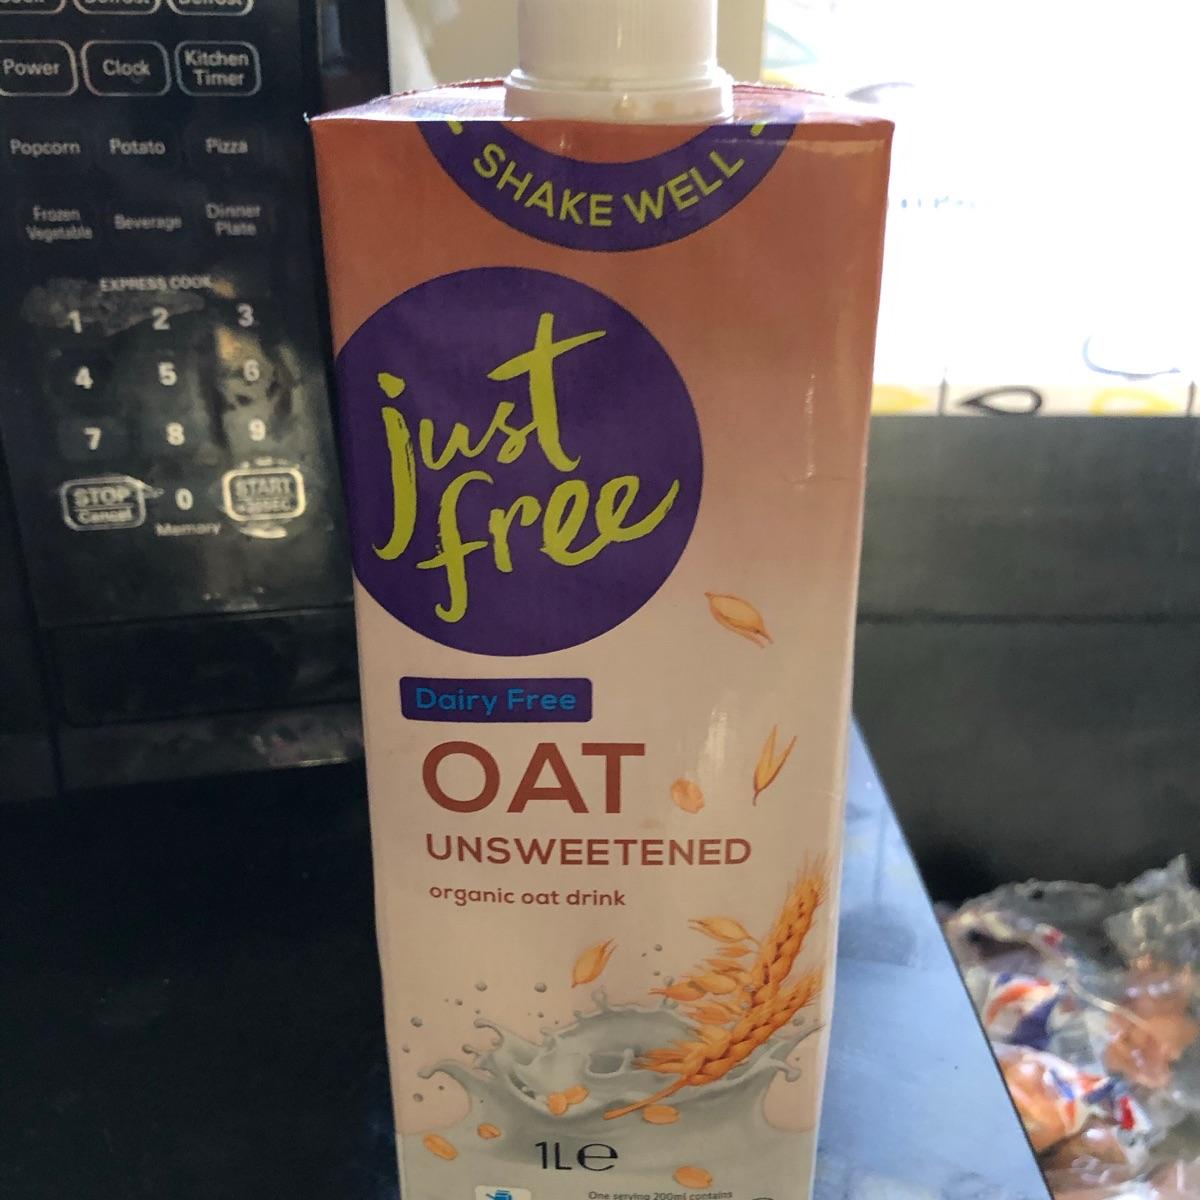 Power Clock Kitchen Timer
Popcorn Potato Pizza
Frozen Vegetable Beverage Dinner Plate
EXPRESS COOK
1 2 3
4 5 6
7 8 9
STOP Cancel 0 START
Memory
SHAKE WELL
just
free
Dairy Free
OAT
UNSWEETENED
organic oat drink
1L℮
One serving 200ml contains